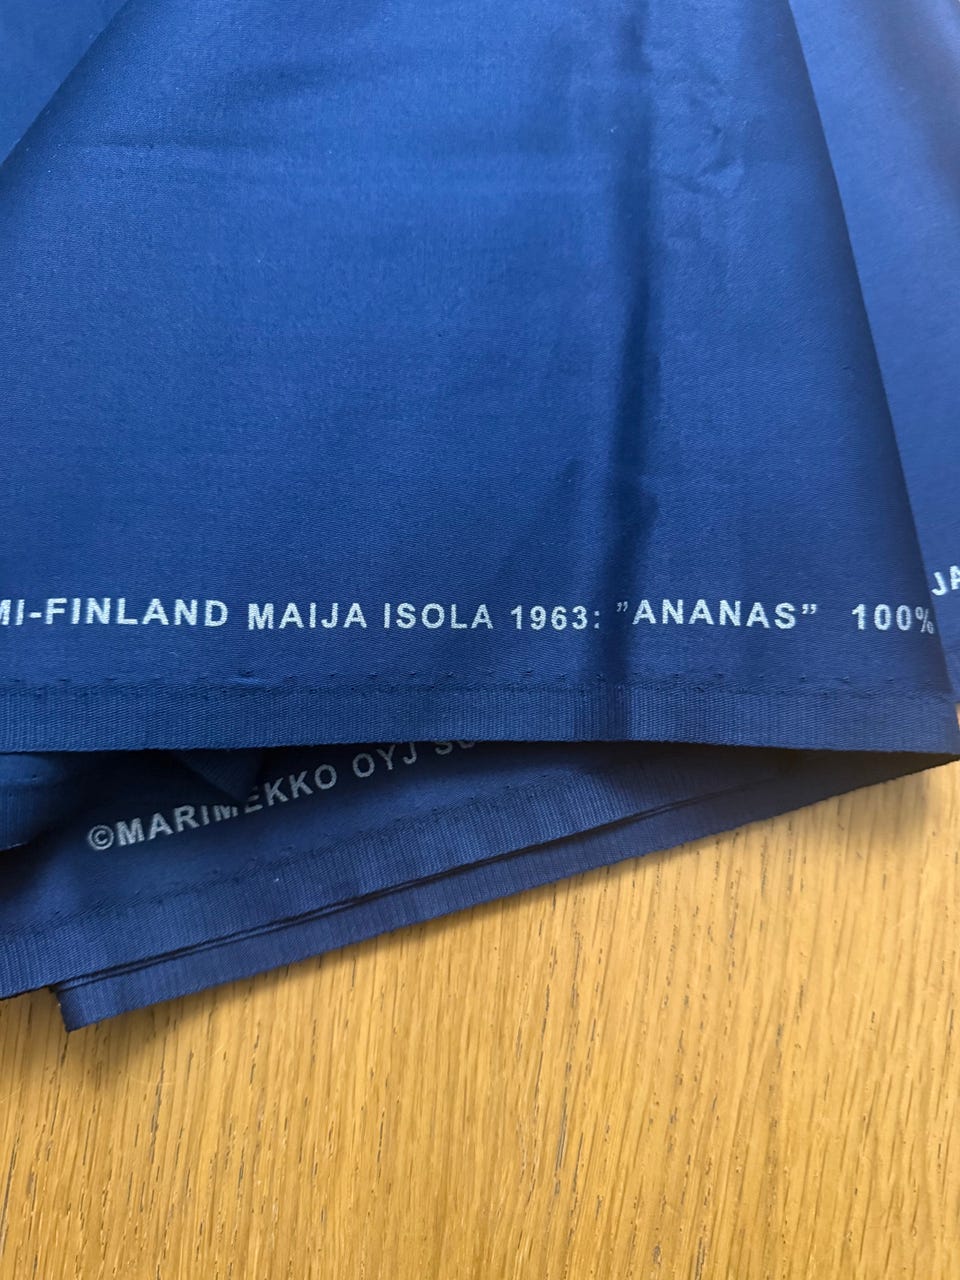 MI-FINLAND MAIJA ISOLA 1963: ”ANANAS” 100%
JA
©MARIMEKKO OYJ SU